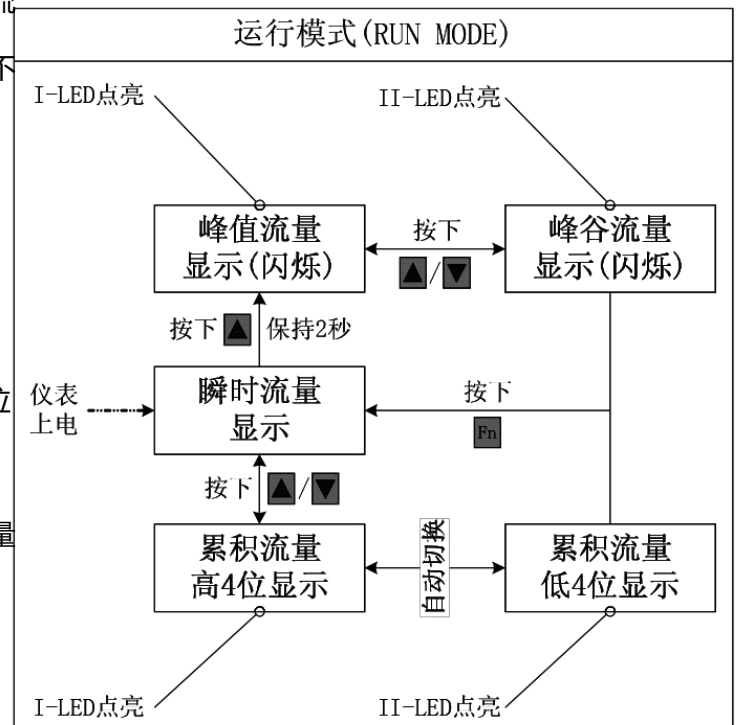 运行模式(RUN MODE)
不
I-LED点亮
II-LED点亮
峰值流量
显示(闪烁)
按下
▲/▼
峰谷流量
显示(闪烁)
按下▲保持2秒
仪表
上电
位
瞬时流量
显示
按下
Fn
按下▲/▼
量
累积流量
高4位显示
自动切换
累积流量
低4位显示
I-LED点亮
II-LED点亮